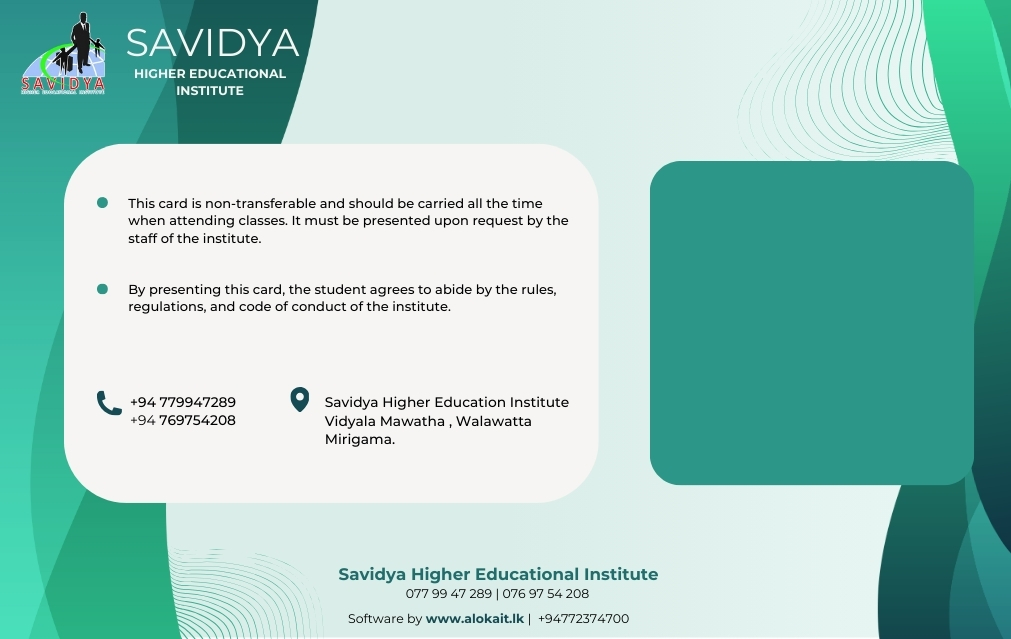 SAVIDYA
HIGHER EDUCATIONAL
INSTITUTE
SAVIDYA
HIGHER EDUCATIONAL INSTITUTE
This card is non-transferable and should be carried all the time
when attending classes. It must be presented upon request by the
staff of the institute.
By presenting this card, the student agrees to abide by the rules,
regulations, and code of conduct of the institute.
+94 779947289
+94 769754208
Savidya Higher Education Institute
Vidyala Mawatha , Walawatta
Mirigama.
Savidya Higher Educational Institute
077 99 47 289 | 076 97 54 208
Software by www.alokait.lk | +94772374700